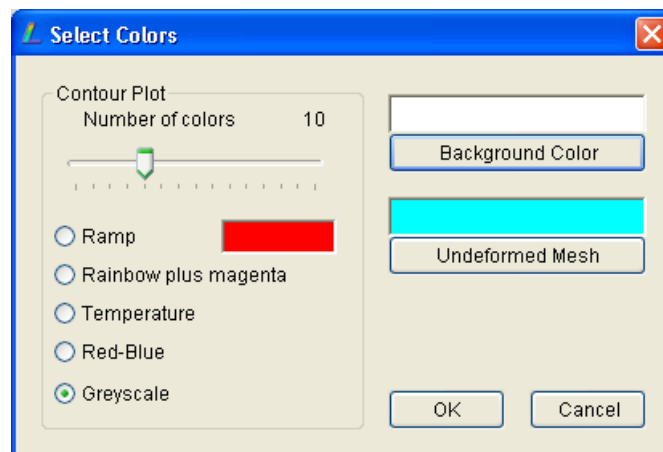 Select Colors
Contour Plot
Number of colors 10
Background Color
Ramp
Undeformed Mesh
Rainbow plus magenta
Temperature
Red-Blue
Greyscale
OK Cancel